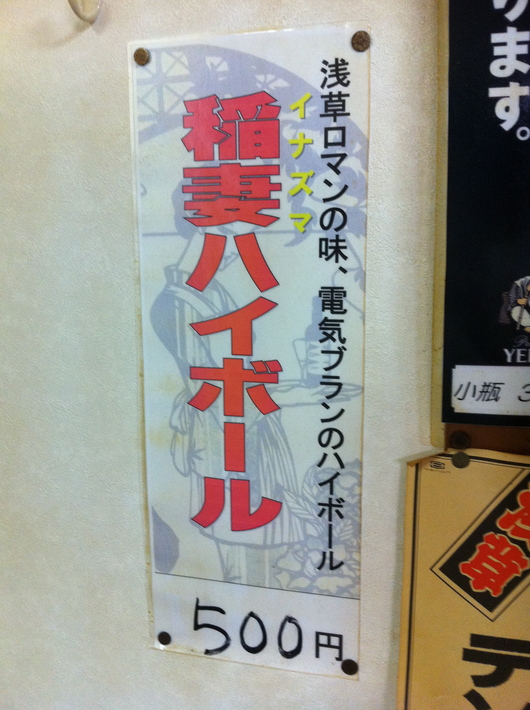 浅草ロマンの味、電気ブランのハイボール
イナズマ
稲妻ハイボール
500円
ります。
小瓶
浅草